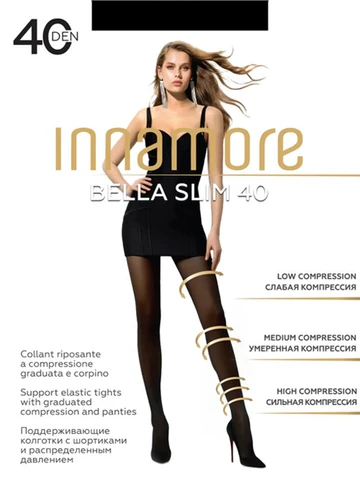 40 DEN
innamore
BELLA SLIM 40
LOW COMPRESSION
СЛАБАЯ КОМПРЕССИЯ
MEDIUM COMPRESSION
УМЕРЕННАЯ КОМПРЕССИЯ
HIGH COMPRESSION
СИЛЬНАЯ КОМПРЕССИЯ
Collant riposante
a compressione
graduata e corpino
Support elastic tights
with graduated
compression and panties
Поддерживающие
колготки с шортиками
и распределенным
давлением